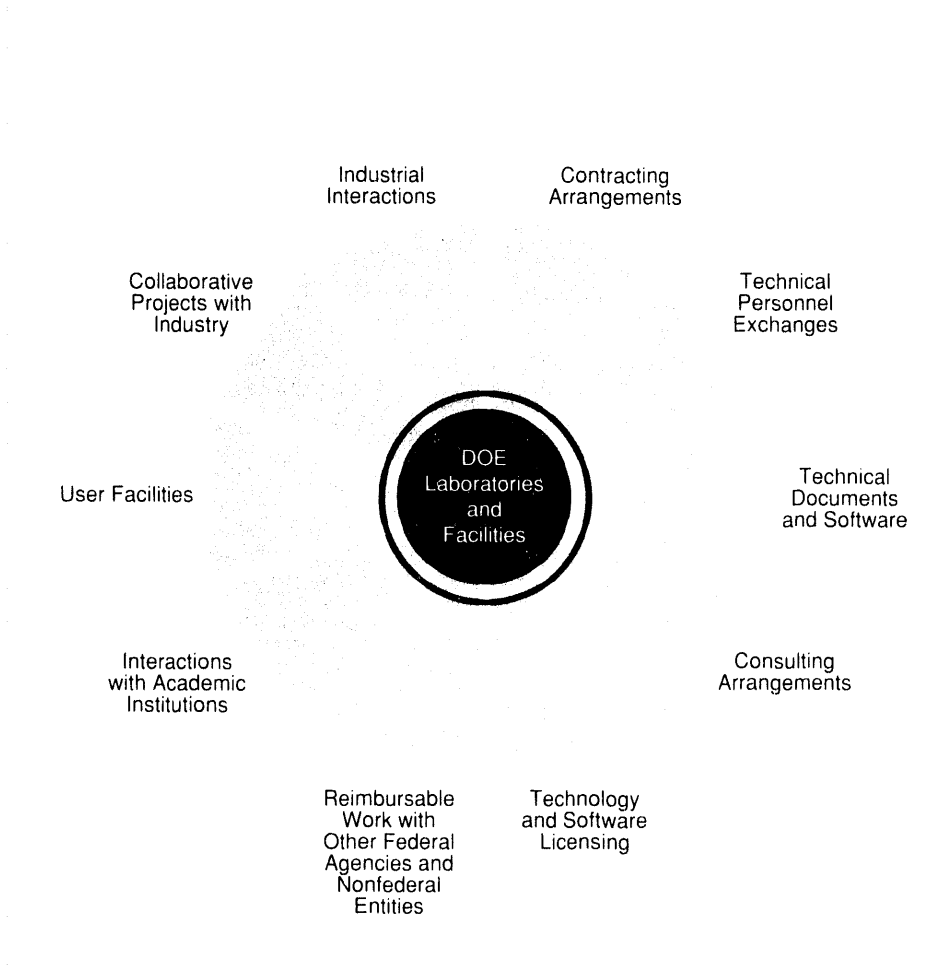 Industrial
Interactions
Contracting
Arrangements
Collaborative
Projects with
Industry
Technical
Personnel
Exchanges
DOE
Laboratories
and
Facilities
User Facilities
Technical
Documents
and Software
Interactions
with Academic
Institutions
Consulting
Arrangements
Reimbursable
Work with
Other Federal
Agencies and
Nonfederal
Entities
Technology
and Software
Licensing